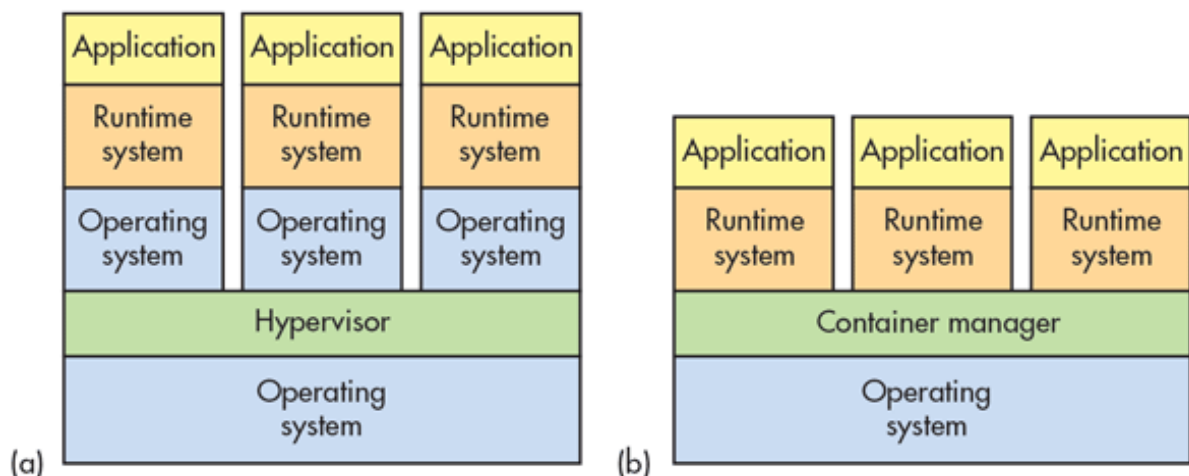 Application Application Application
Runtime system Runtime system Runtime system
Operating system Operating system Operating system
Hypervisor
Operating system
(a)
Application Application Application
Runtime system Runtime system Runtime system
Container manager
Operating system
(b)